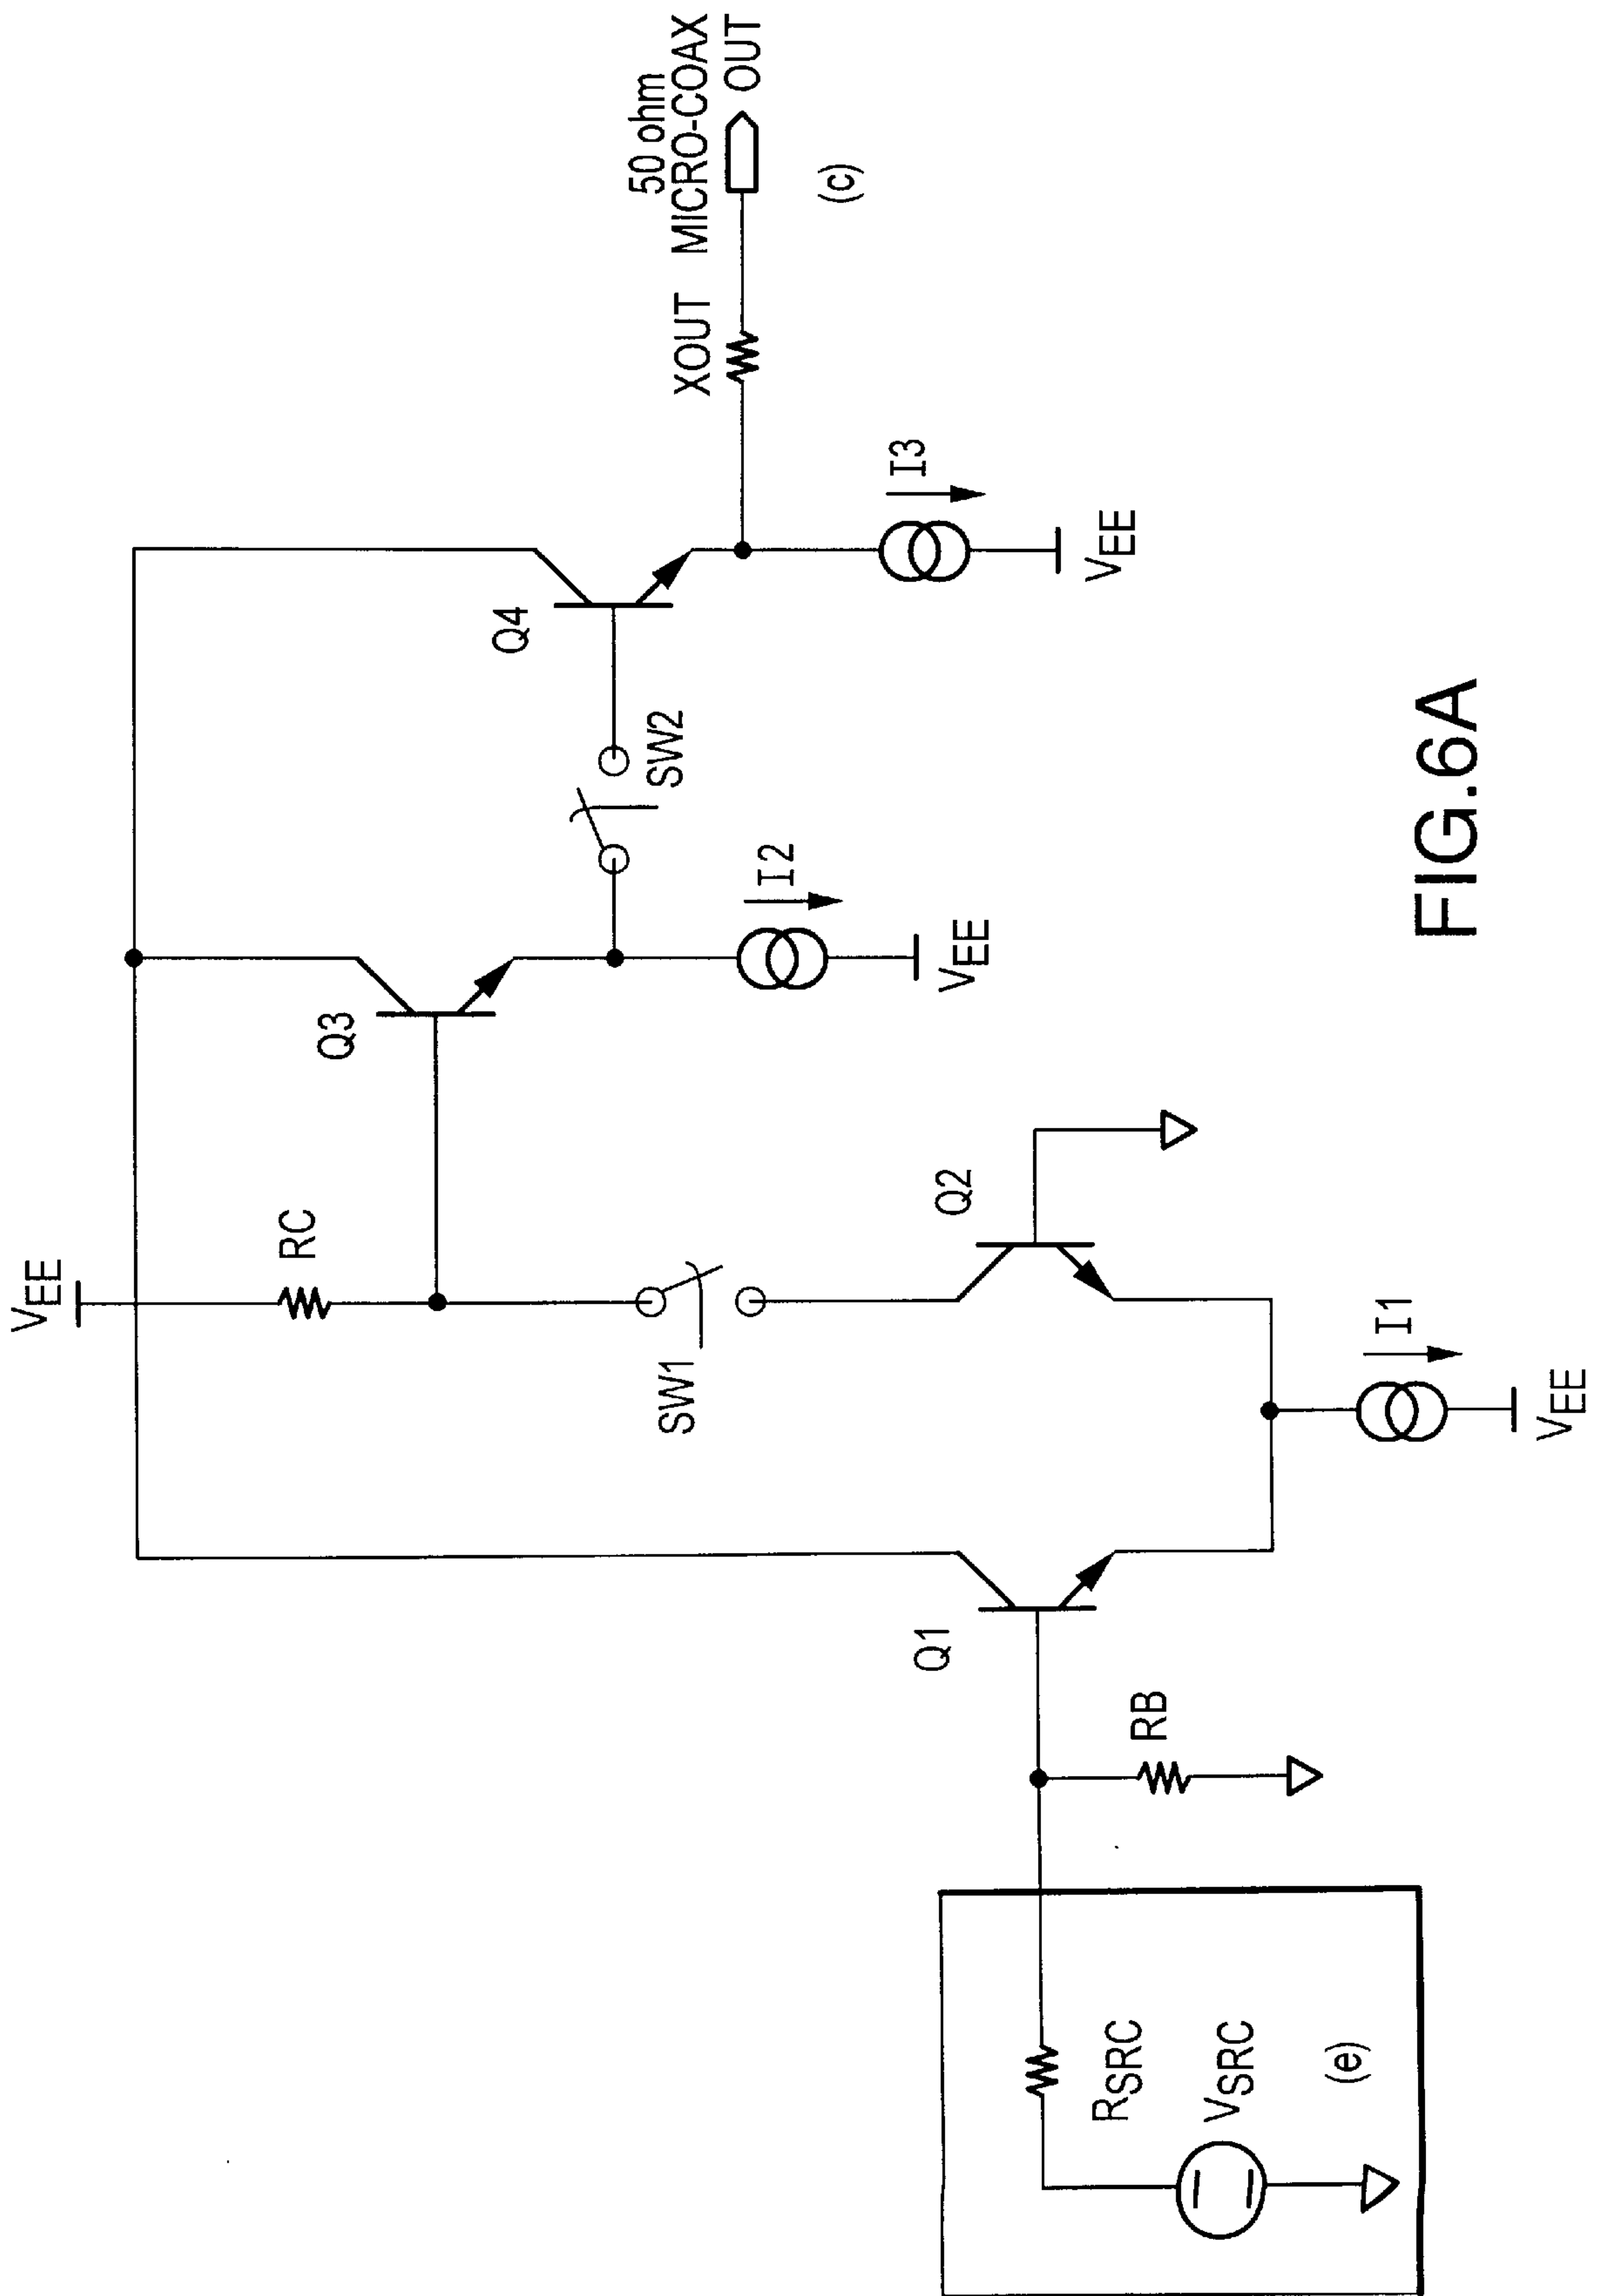 VEE
RC
SW1
Q1
Q2
Q3
Q4
SW2
I1
VEE
I2
VEE
I3
VEE
RB
RSRC
VSRC
(e)
XOUT
50 ohm
MICRO-COAX
OUT
(c)
FIG.6A